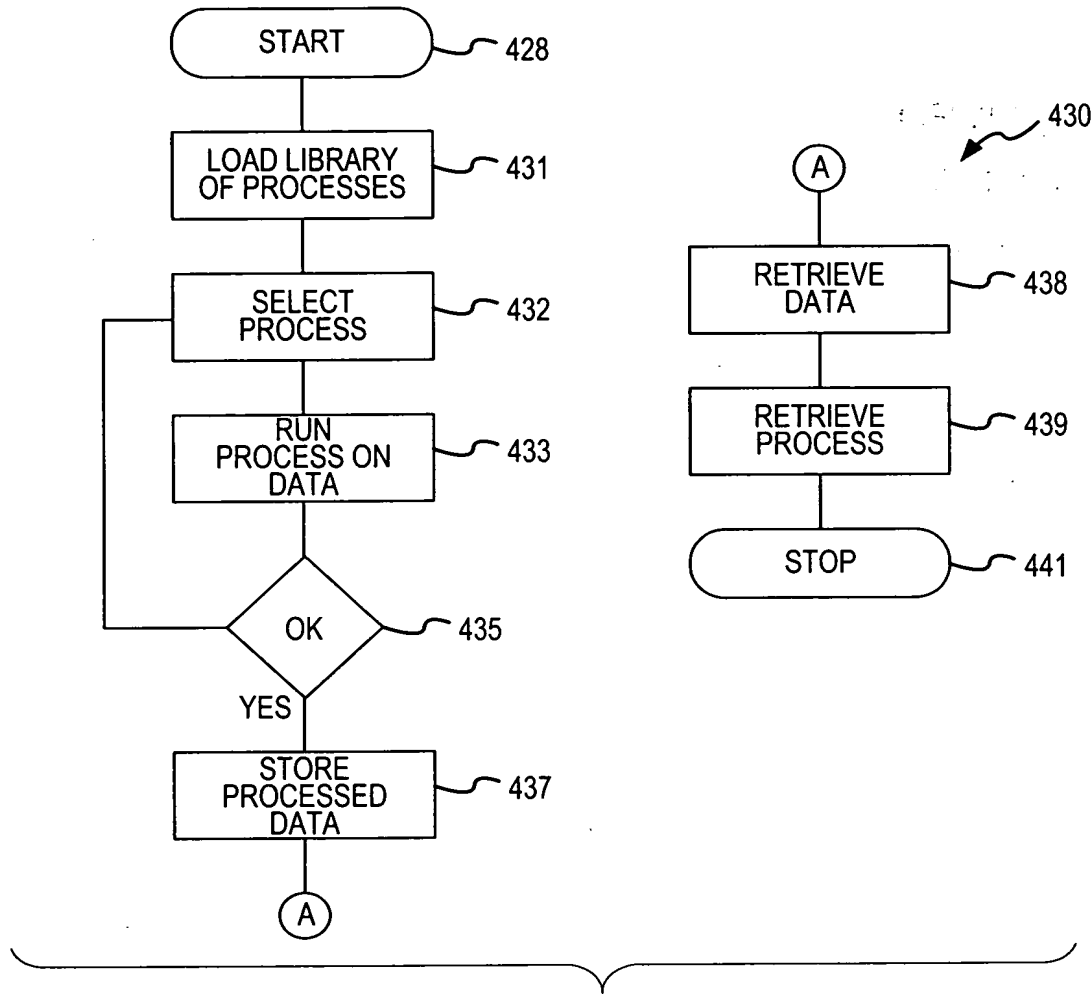 START
428
LOAD LIBRARY
OF PROCESSES
431
SELECT
PROCESS
432
RUN
PROCESS ON
DATA
433
OK
435
YES
STORE
PROCESSED
DATA
437
A
430
A
RETRIEVE
DATA
438
RETRIEVE
PROCESS
439
STOP
441